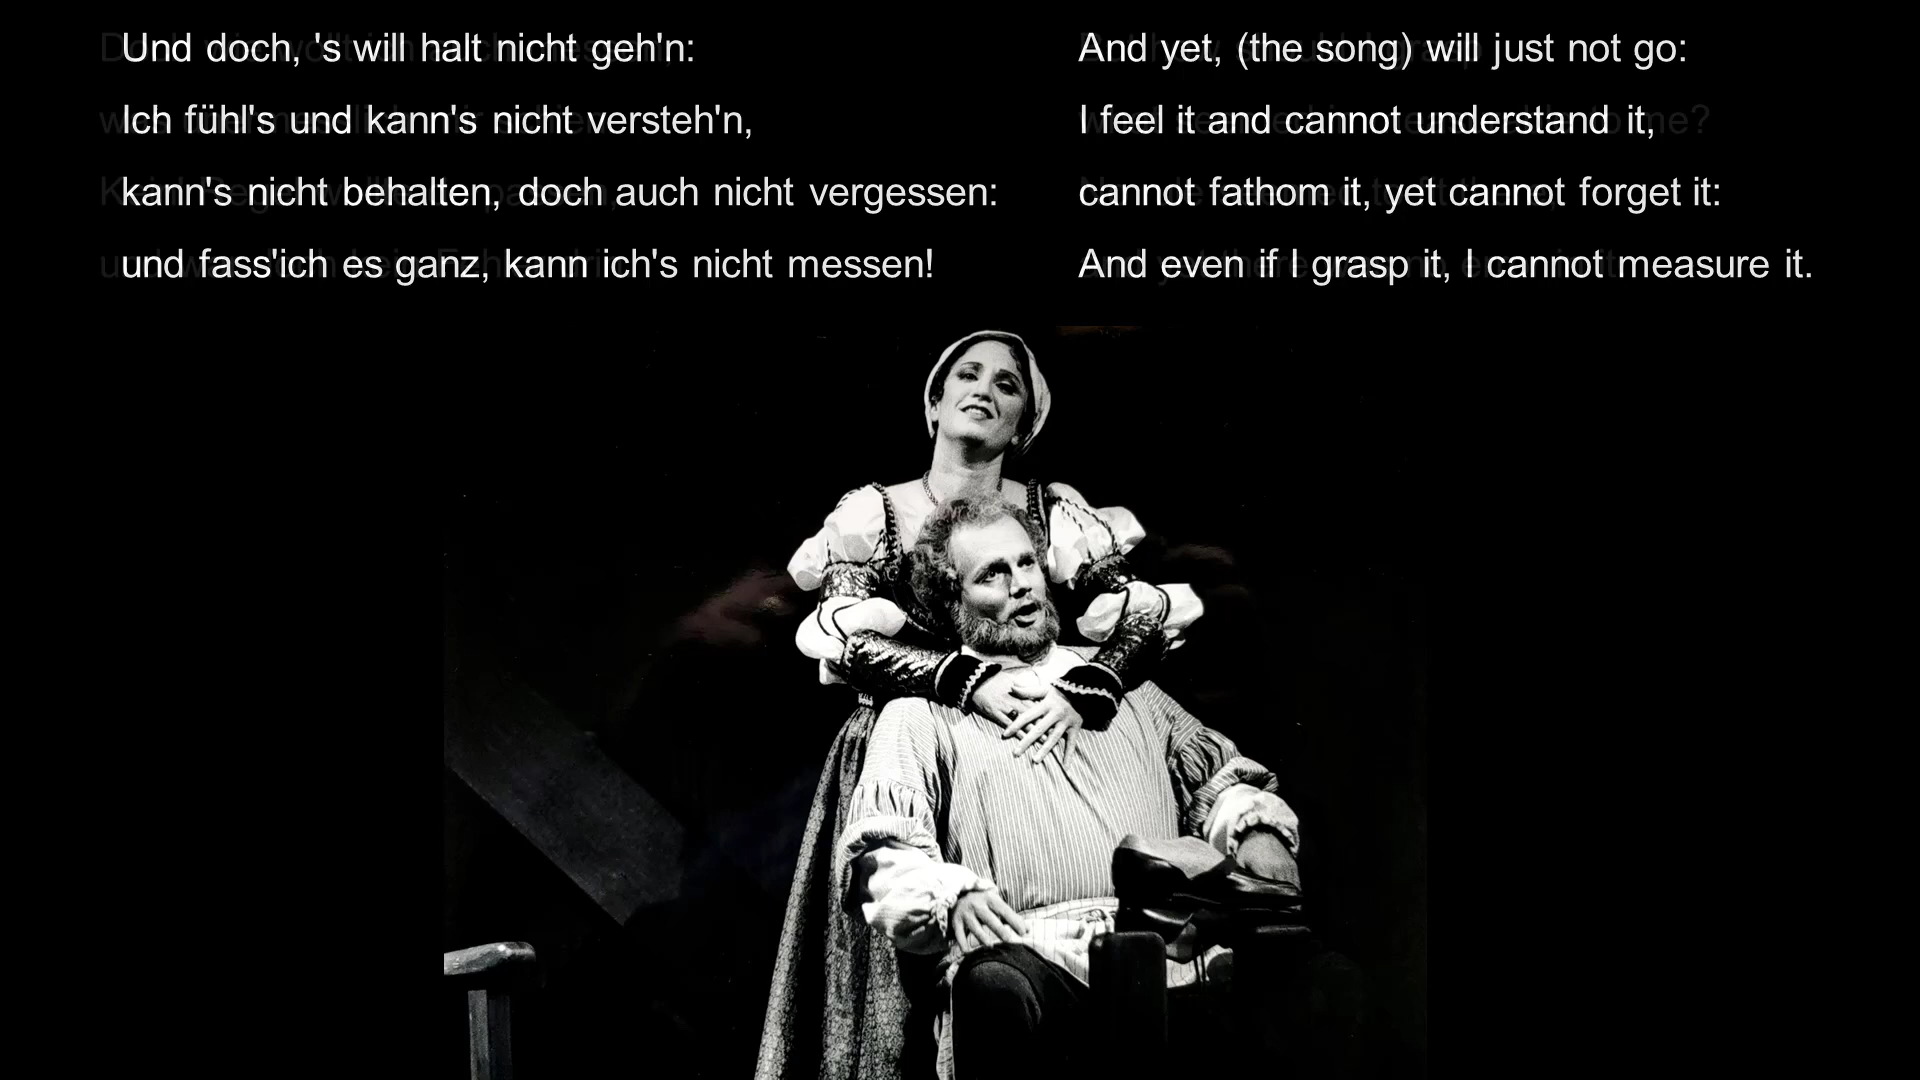 Und doch, 's will halt nicht geh'n:
Ich fühl's und kann's nicht versteh'n,
kann's nicht behalten, doch auch nicht vergessen:
und fass'ich es ganz, kann ich's nicht messen!
And yet, (the song) will just not go:
I feel it and cannot understand it,
cannot fathom it, yet cannot forget it:
And even if I grasp it, I cannot measure it.